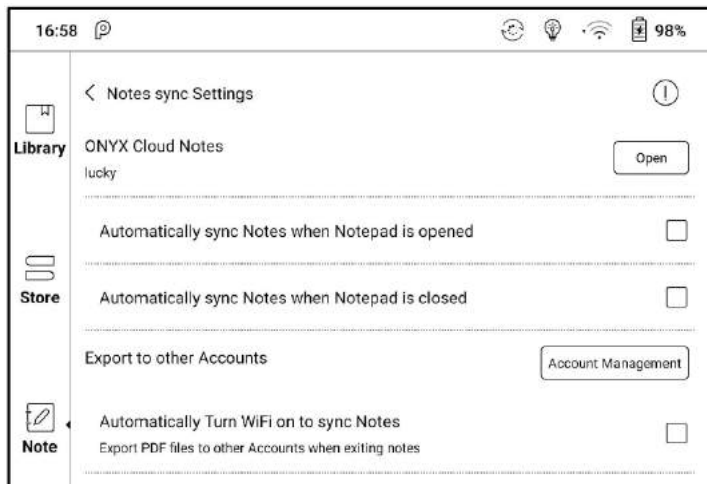 16:58 98%
Notes sync Settings
Library
ONYX Cloud Notes
lucky
Open
Automatically sync Notes when Notepad is opened
Store
Automatically sync Notes when Notepad is closed
Export to other Accounts
Account Management
Note
Automatically Turn WiFi on to sync Notes
Export PDF files to other Accounts when exiting notes